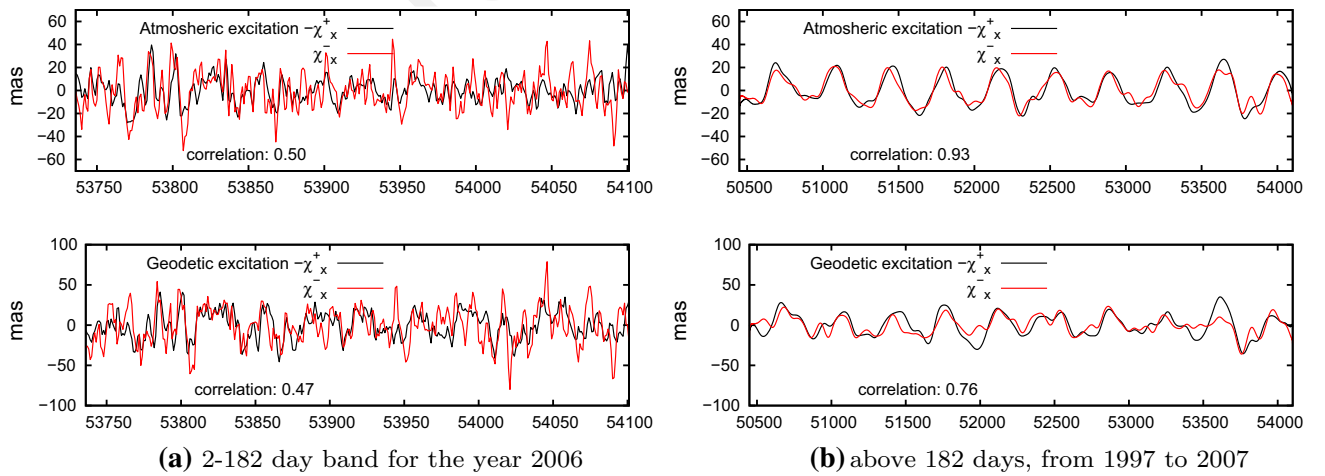 Atmosheric excitation −χ⁺ₓ
χ⁻ₓ
mas
60
40
20
0
−20
−40
−60
correlation: 0.50
53750 53800 53850 53900 53950 54000 54050 54100
Atmosheric excitation −χ⁺ₓ
χ⁻ₓ
mas
60
40
20
0
−20
−40
−60
correlation: 0.93
50500 51000 51500 52000 52500 53000 53500 54000
Geodetic excitation −χ⁺ₓ
χ⁻ₓ
mas
100
50
0
−50
−100
correlation: 0.47
53750 53800 53850 53900 53950 54000 54050 54100
Geodetic excitation −χ⁺ₓ
χ⁻ₓ
mas
100
50
0
−50
−100
correlation: 0.76
50500 51000 51500 52000 52500 53000 53500 54000
(a) 2-182 day band for the year 2006
(b) above 182 days, from 1997 to 2007